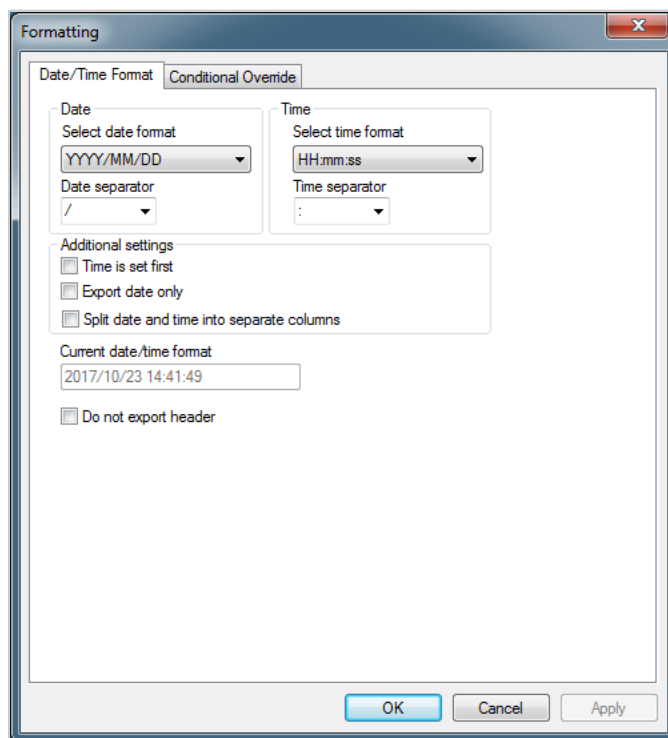 Formatting
Date/Time Format Conditional Override
Date
Select date format
YYYY/MM/DD
Date separator
/
Time
Select time format
HH:mm:ss
Time separator
:
Additional settings
Time is set first
Export date only
Split date and time into separate columns
Current date/time format
2017/10/23 14:41:49
Do not export header
OK Cancel Apply